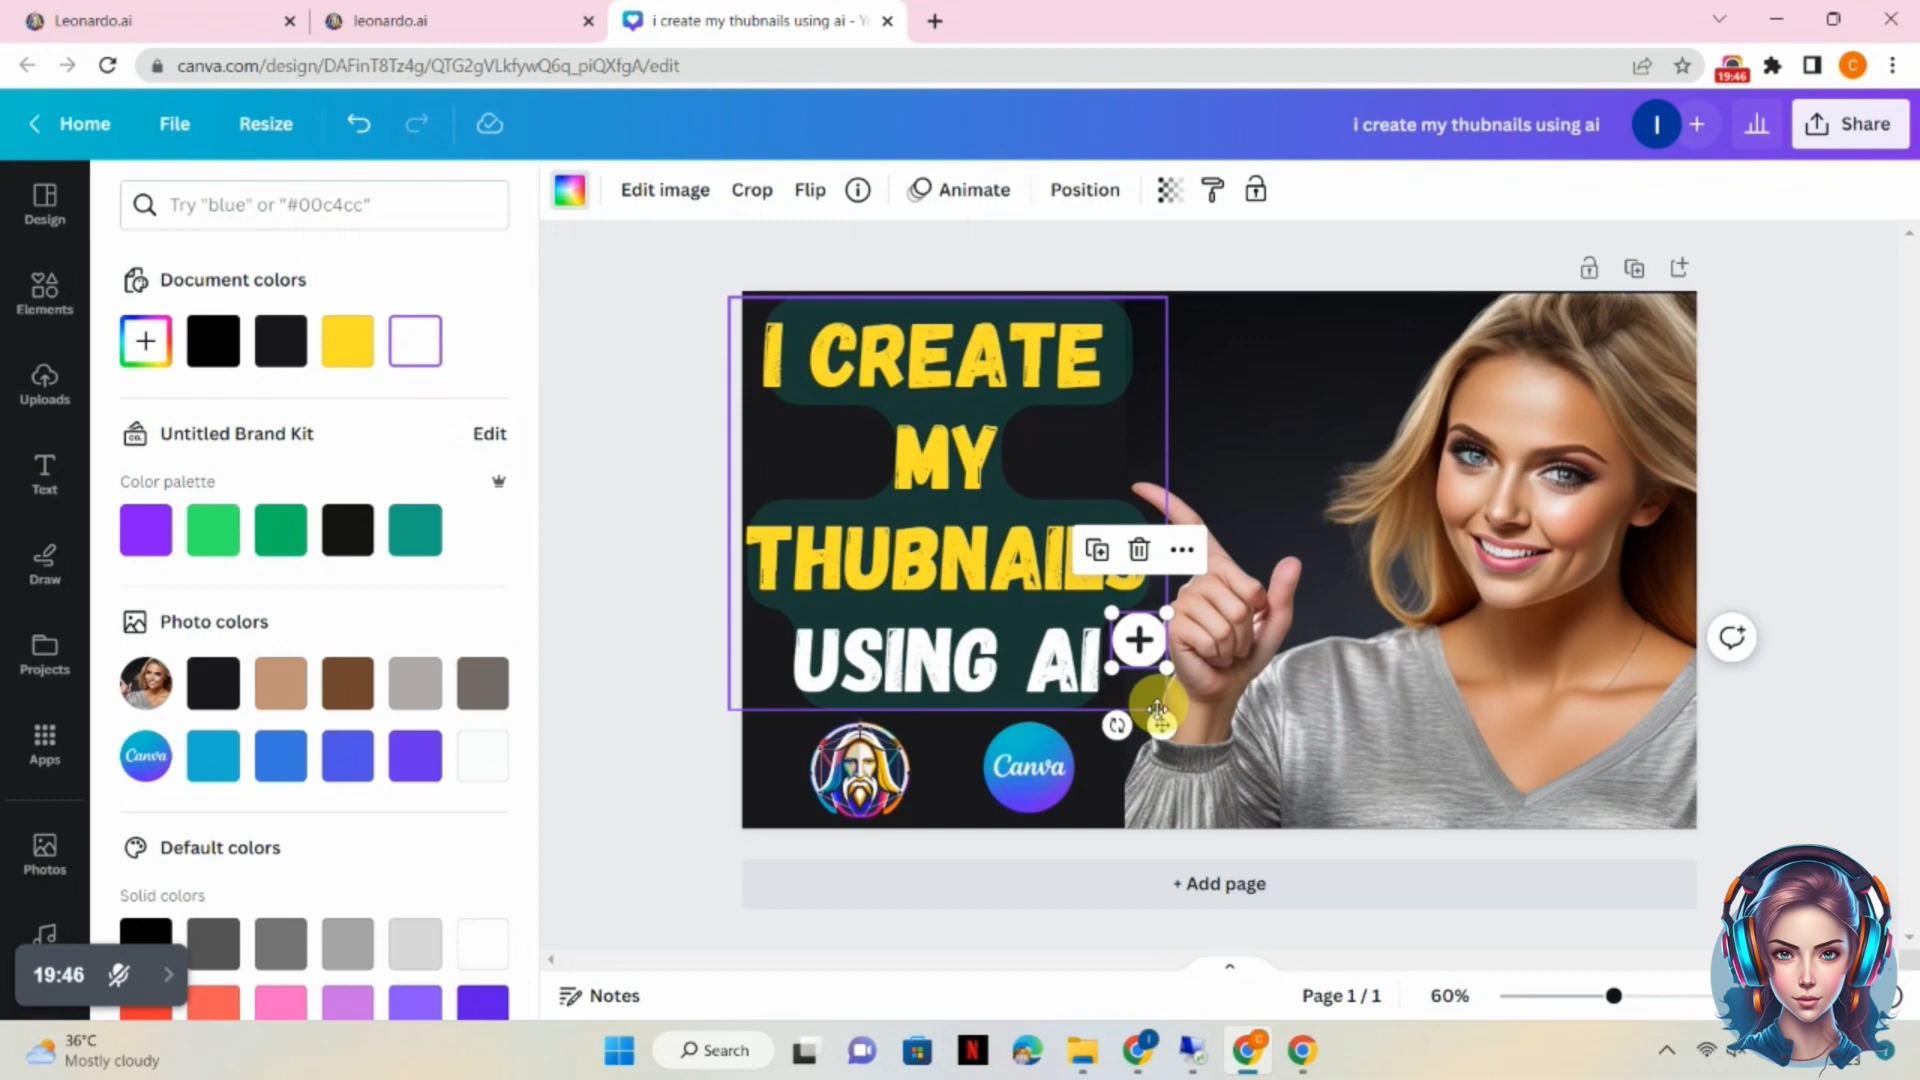 Leonardo.ai
leonardo.ai
i create my thubnails using ai - Yo
canva.com/design/DAFinT8Tz4g/QTG2gVLkfywQ6q_piQXfgA/edit
19:46
C
Home
File
Resize
i create my thubnails using ai
I
Share
Design
Elements
Uploads
Text
Draw
Projects
Apps
Photos
Try "blue" or "#00c4cc"
Document colors
Untitled Brand Kit
Edit
Color palette
Photo colors
Canva
Default colors
Solid colors
Edit image
Crop
Flip
Animate
Position
I CREATE
MY
THUBNAILS
USING AI
Canva
+ Add page
19:46
Notes
Page 1 / 1
60%
36°C
Mostly cloudy
Search